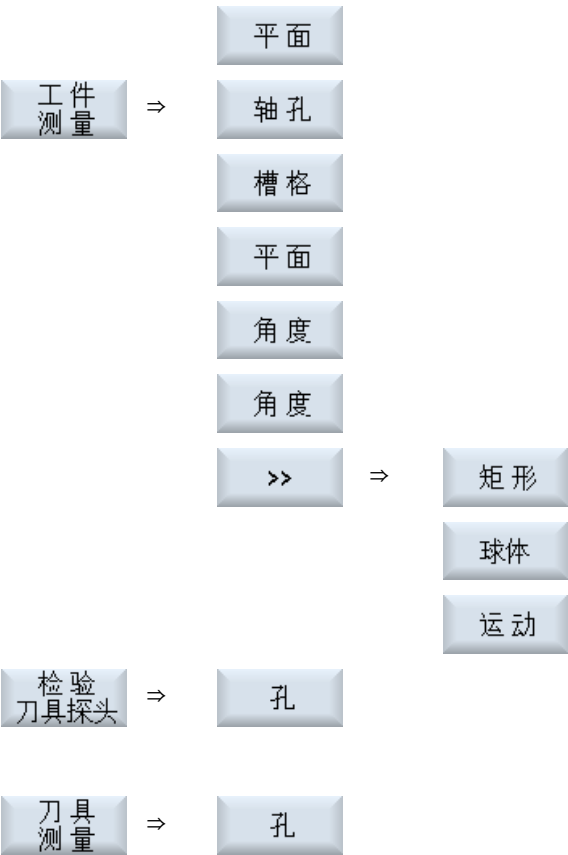 平面
工件
测量
⇒
轴孔
槽格
平面
角度
角度
>>
⇒
矩形
球体
运动
检验
刀具探头
⇒
孔
刀具
测量
⇒
孔